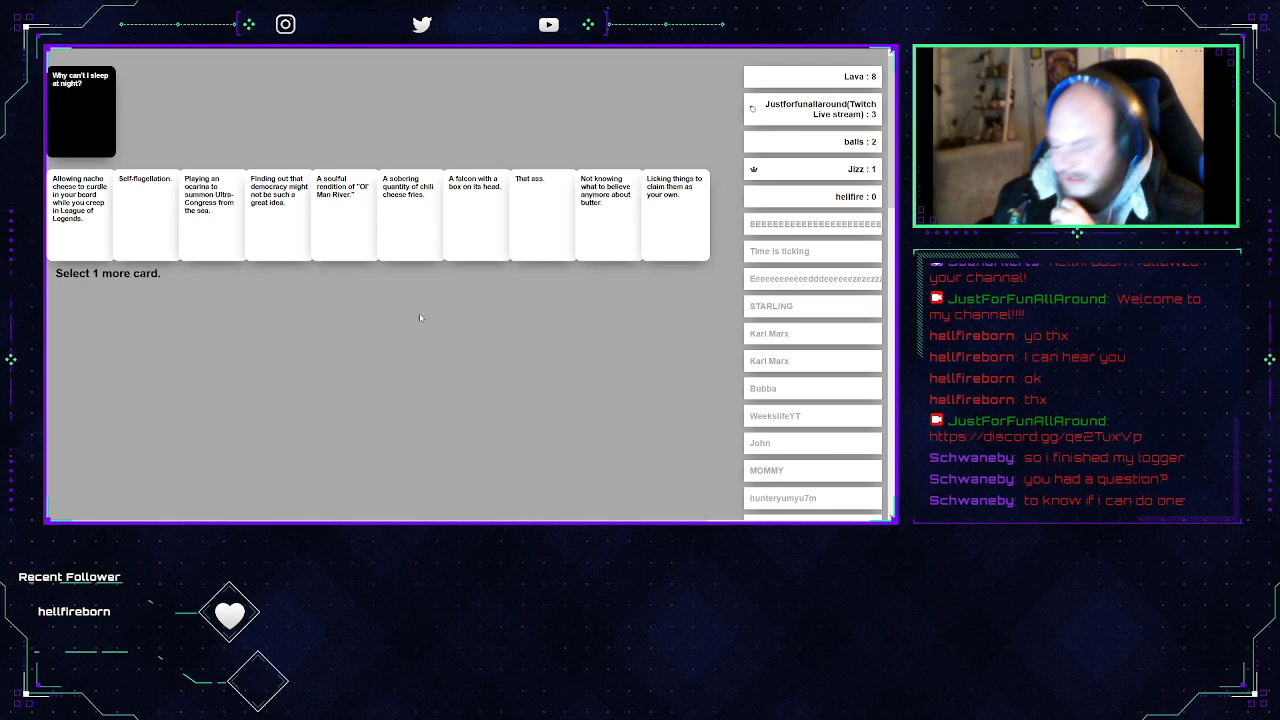 Why can't I sleep
at night?
Allowing nacho
cheese to curdle
in your beard
while you creep
in League of
Legends.
Self-flagellation.
Playing an
ocarina to
summon Ultra-
Congress from
the sea.
Finding out that
democracy might
not be such a
great idea.
A soulful
rendition of "Ol'
Man River."
A sobering
quantity of chili
cheese fries.
A falcon with a
box on its head.
That ass.
Not knowing
what to believe
anymore about
butter.
Licking things to
claim them as
your own.
Select 1 more card.
Lava : 8
Justforfunallaround(Twitch
Live stream) : 3
balls : 2
Jizz : 1
hellfire : 0
Time is ticking
STARLING
Karl Marx
Karl Marx
Bubba
WeekslifeYT
John
MOMMY
hunteryumyu7m
your channel!
JustForFunAllAround: Welcome to
my channel!!!!
hellfireborn: yo thx
hellfireborn: I can hear you
hellfireborn: ok
hellfireborn: thx
JustForFunAllAround:
https://discord.gg/qe2TuxVp
Schwaneby: so i finished my logger
Schwaneby: you had a question?
Schwaneby: to know if i can do one
Recent Follower
hellfireborn